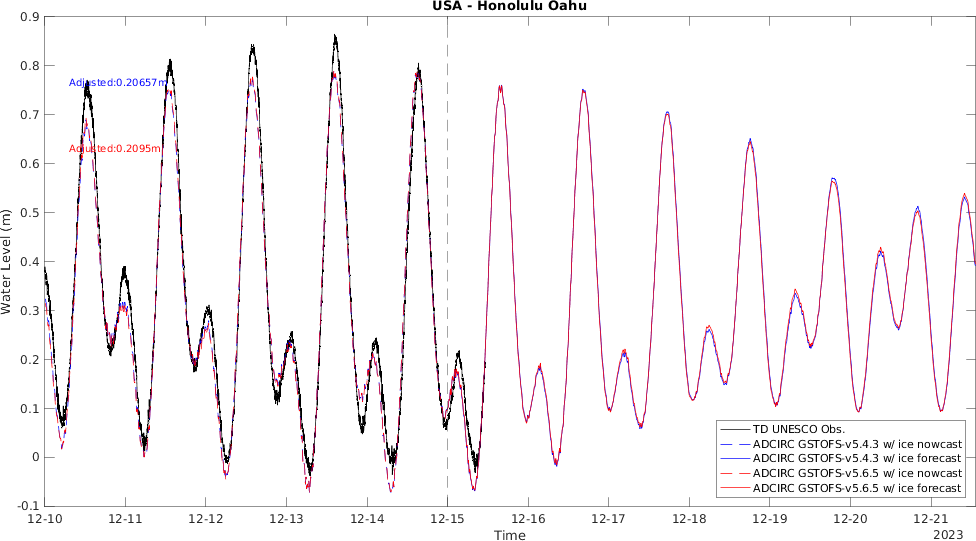 USA - Honolulu Oahu
0.9
0.8
0.7
0.6
0.5
0.4
0.3
0.2
0.1
0
-0.1
Water Level (m)
Adjusted:0.20657m
Adjusted:0.2095m
TD UNESCO Obs.
ADCIRC GSTOFS-v5.4.3 w/ ice nowcast
ADCIRC GSTOFS-v5.4.3 w/ ice forecast
ADCIRC GSTOFS-v5.6.5 w/ ice nowcast
ADCIRC GSTOFS-v5.6.5 w/ ice forecast
12-10 12-11 12-12 12-13 12-14 12-15 12-16 12-17 12-18 12-19 12-20 12-21
Time
2023